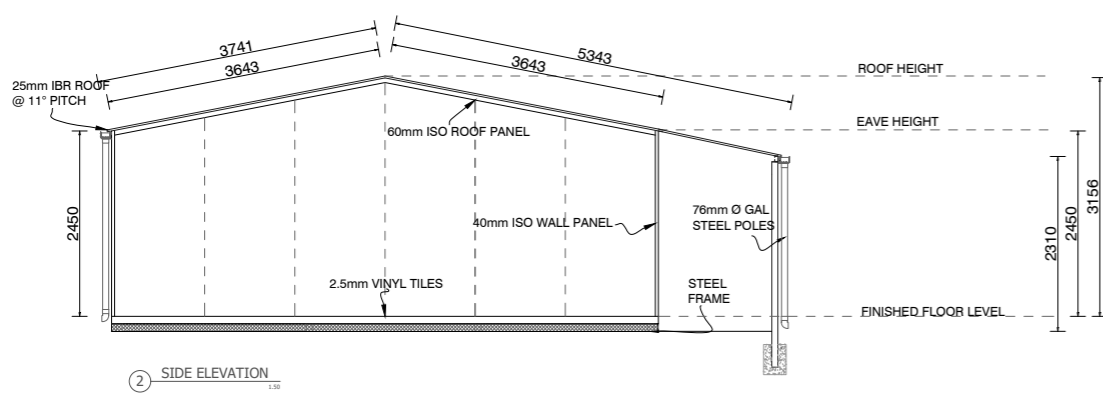 3741
5343
3643
3643
ROOF HEIGHT
25mm IBR ROOF
@ 11° PITCH
EAVE HEIGHT
60mm ISO ROOF PANEL
2450
40mm ISO WALL PANEL
76mm Ø GAL
STEEL POLES
2310
2450
3156
2.5mm VINYL TILES
STEEL
FRAME
FINISHED FLOOR LEVEL
2 SIDE ELEVATION
1:50